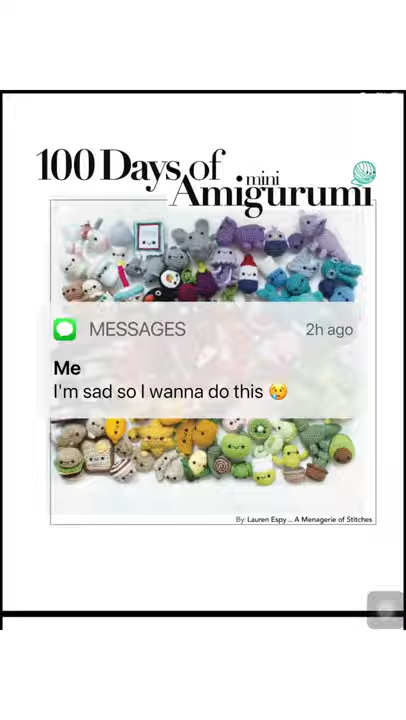 100 Days of
mini
Amigurumi
MESSAGES 2h ago
Me
I'm sad so I wanna do this 😢
By: Lauren Espy... A Menagerie of Stitches